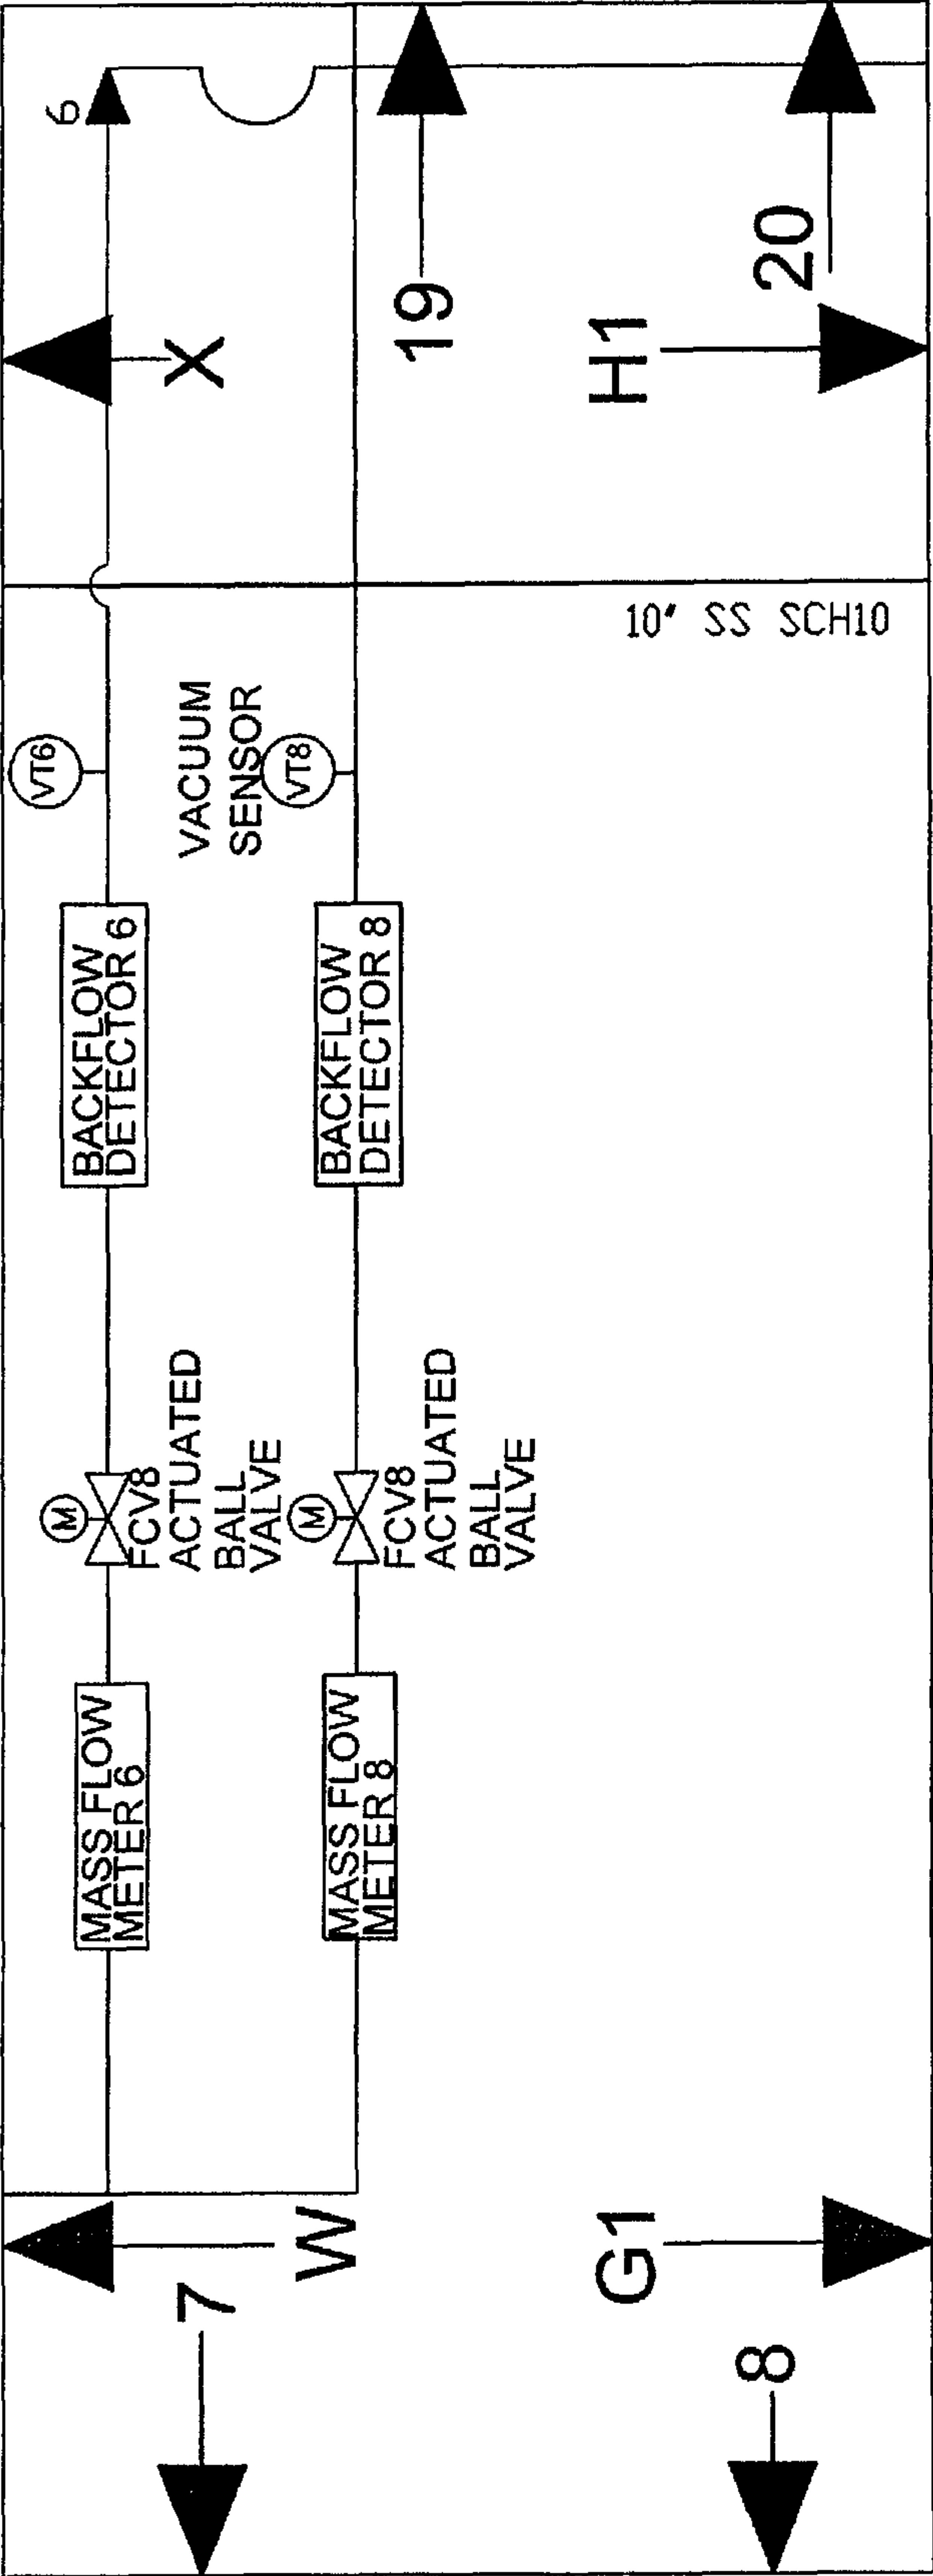 6
X
19
20
H1
10" SS SCH10
VT6
VACUUM
SENSOR
VT8
BACKFLOW
DETECTOR 6
BACKFLOW
DETECTOR 8
M
FCV8
ACTUATED
BALL
VALVE
M
FCV8
ACTUATED
BALL
VALVE
MASS FLOW
METER 6
MASS FLOW
METER 8
W
7
G1
8